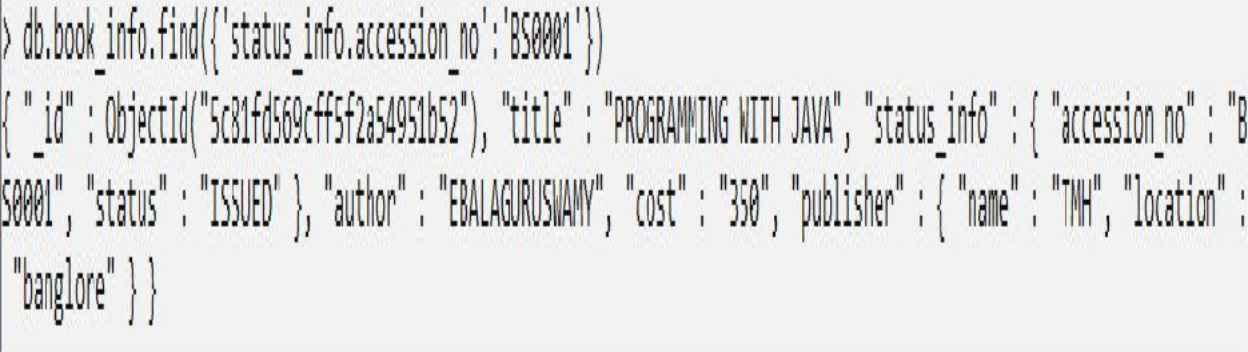 > db.book_info.find({'status_info.accession_no':'BS0001'})
{ "_id" : ObjectId("5c81fd569cff5f2a54951b52"), "title" : "PROGRAMMING WITH JAVA", "status_info" : { "accession_no" : "B
S0001", "status" : "ISSUED" }, "author" : "EBALAGURUSWAMY", "cost" : "350", "publisher" : { "name" : "TMH", "location" :
 "banglore" } }